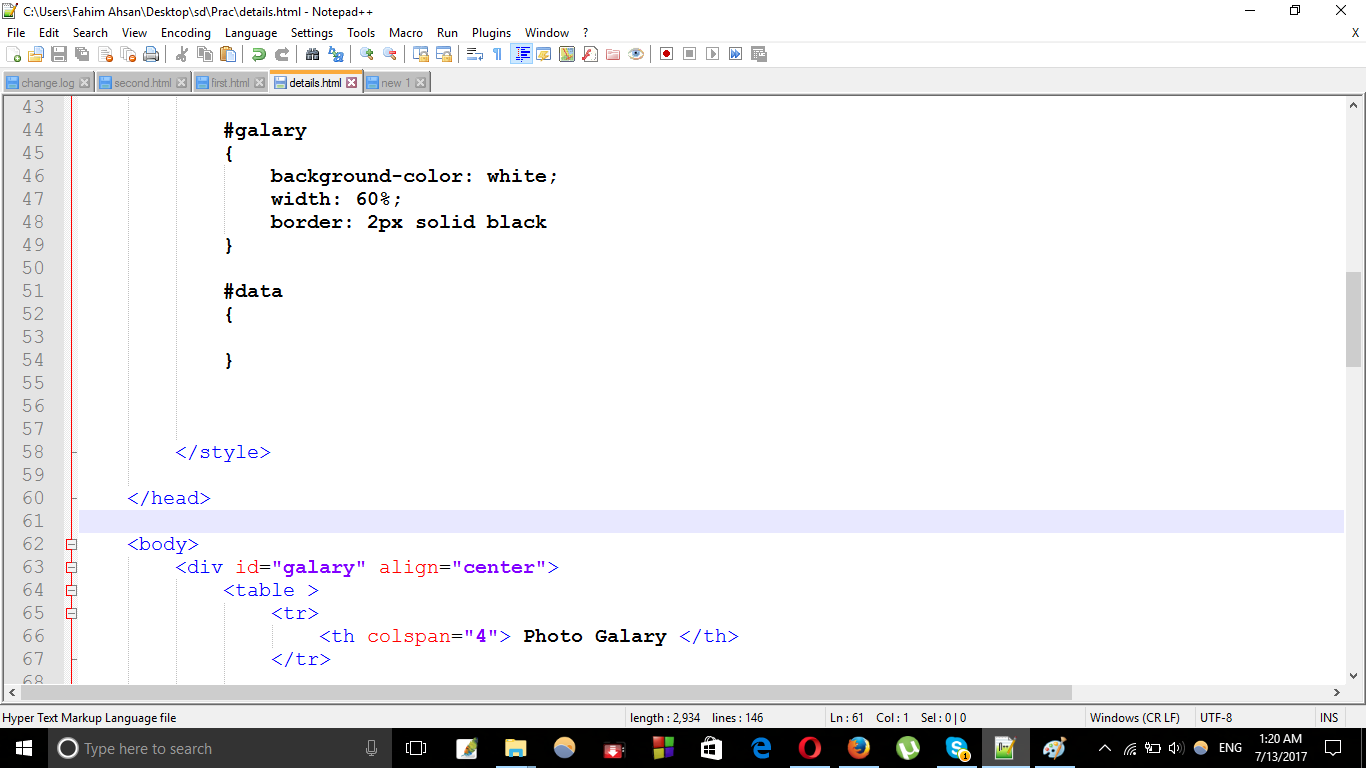 C:\Users\Fahim Ahsan\Desktop\sd\Prac\details.html - Notepad++
File Edit Search View Encoding Language Settings Tools Macro Run Plugins Window ? X
change.log second.html first.html details.html new 1
43
44 #galary
45 {
46 background-color: white;
47 width: 60%;
48 border: 2px solid black
49 }
50
51 #data
52 {
53
54 }
55
56
57
58 </style>
59
60 </head>
61
62 <body>
63 <div id="galary" align="center">
64 <table >
65 <tr>
66 <th colspan="4"> Photo Galary </th>
67 </tr>
68
Hyper Text Markup Language file length : 2,934 lines : 146 Ln : 61 Col : 1 Sel : 0 | 0 Windows (CR LF) UTF-8 INS
Type here to search ENG 1:20 AM
7/13/2017